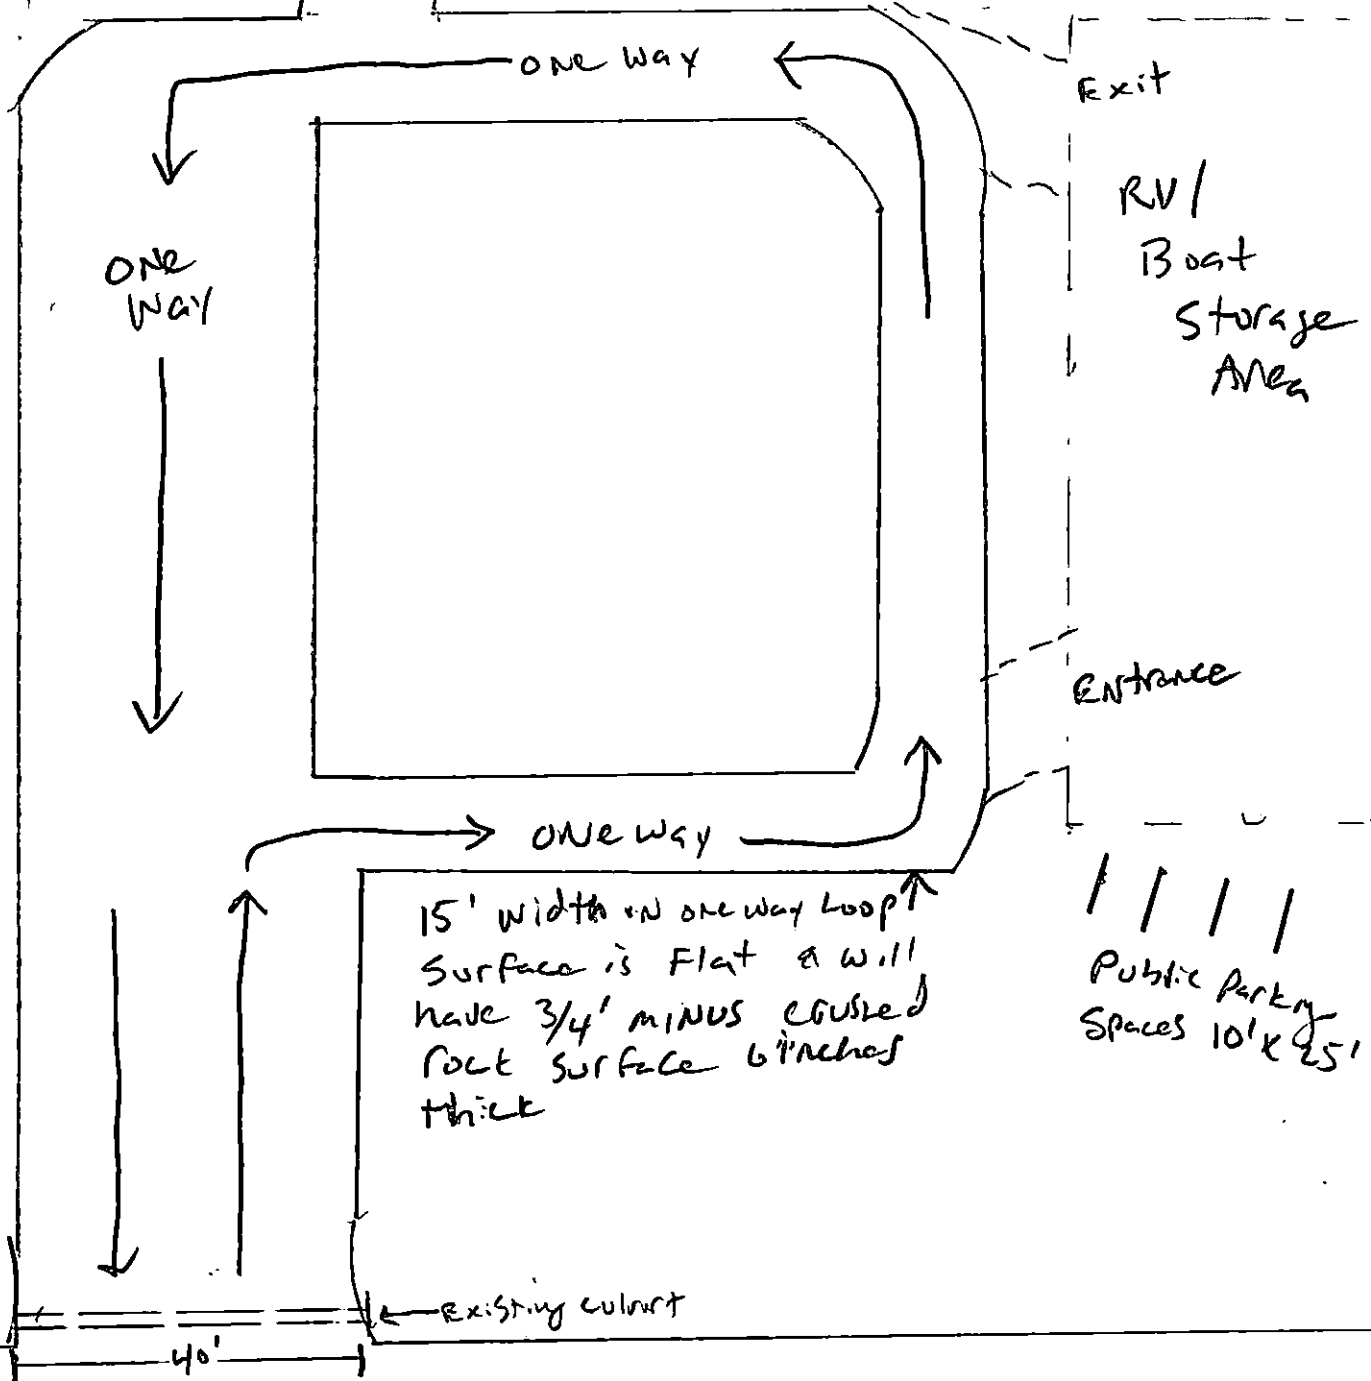 ONE WAY
Exit
RV/
Boat
Storage
Area
ONE
WAY
Entrance
ONE WAY
15' width in one way Loop
Surface is Flat & will
have 3/4' MINUS crushed
rock surface 6 inches
thick
Public Parking
Spaces 10' x 25'
Existing culvert
40'